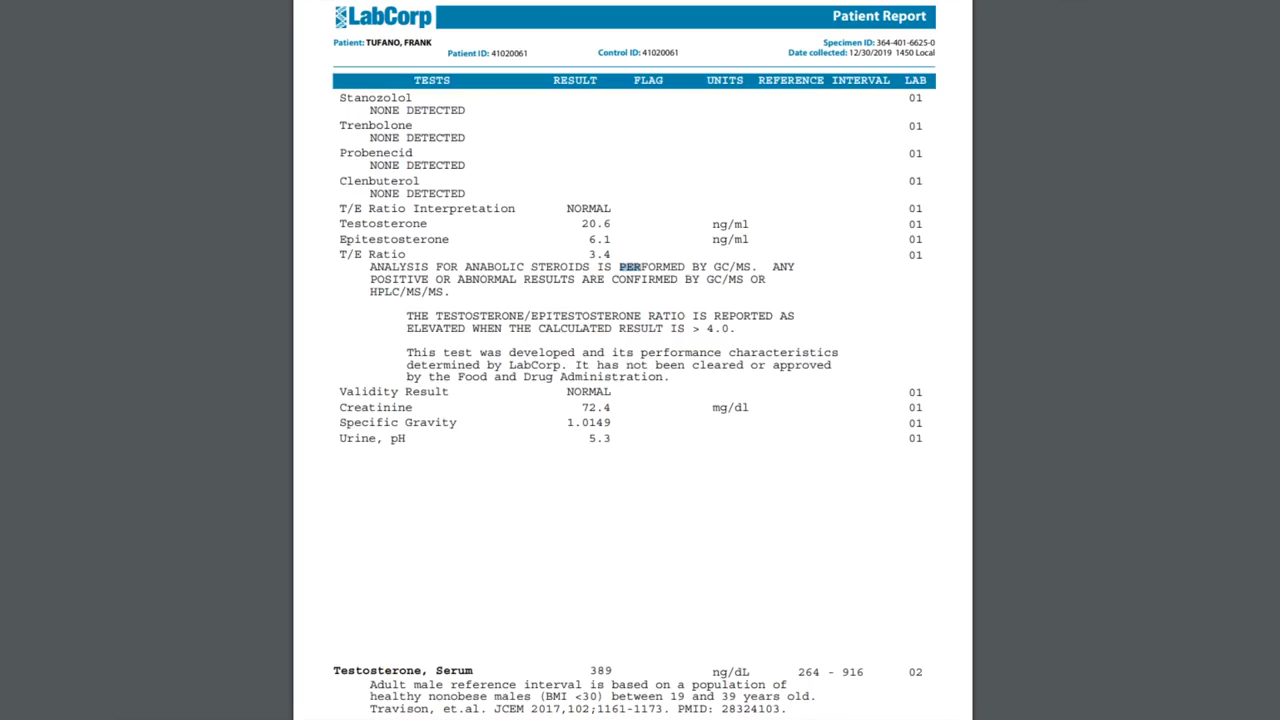 LabCorp Patient Report
Patient: TUFANO, FRANK Specimen ID: 364-401-6625-0
Patient ID: 41020061 Control ID: 41020061 Date collected: 12/30/2019 1450 Local
TESTS RESULT FLAG UNITS REFERENCE INTERVAL LAB
Stanozolol 01
NONE DETECTED
Trenbolone 01
NONE DETECTED
Probenecid 01
NONE DETECTED
Clenbuterol 01
NONE DETECTED
T/E Ratio Interpretation NORMAL 01
Testosterone 20.6 ng/ml 01
Epitestosterone 6.1 ng/ml 01
T/E Ratio 3.4 01
ANALYSIS FOR ANABOLIC STEROIDS IS PERFORMED BY GC/MS. ANY
POSITIVE OR ABNORMAL RESULTS ARE CONFIRMED BY GC/MS OR
HPLC/MS/MS.
THE TESTOSTERONE/EPITESTOSTERONE RATIO IS REPORTED AS
ELEVATED WHEN THE CALCULATED RESULT IS > 4.0.
This test was developed and its performance characteristics
determined by LabCorp. It has not been cleared or approved
by the Food and Drug Administration.
Validity Result NORMAL 01
Creatinine 72.4 mg/dl 01
Specific Gravity 1.0149 01
Urine, pH 5.3 01
Testosterone, Serum 389 ng/dL 264 - 916 02
Adult male reference interval is based on a population of
healthy nonobese males (BMI <30) between 19 and 39 years old.
Travison, et.al. JCEM 2017,102;1161-1173. PMID: 28324103.